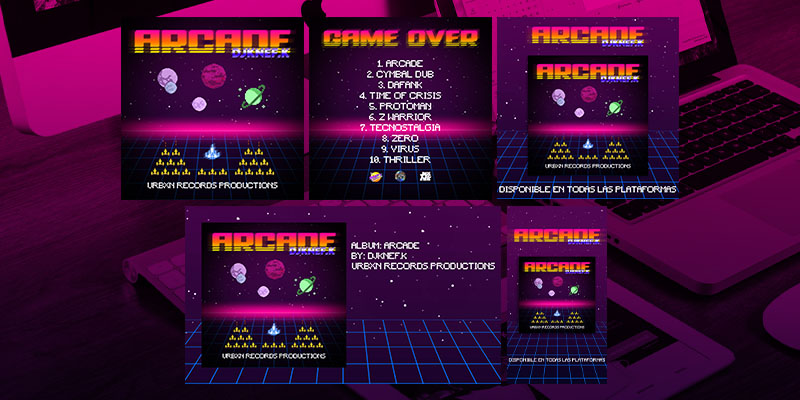 ARCADE
DJKNEF.K
URBXN RECORDS PRODUCTIONS
GAME OVER
1. ARCADE
2. CYMBAL DUB
3. DAFANK
4. TIME OF CRISIS
5. PROTOMAN
6. Z WARRIOR
7. TECNOSTALGIA
8. ZERO
9. VIRUS
10. THRILLER
ARCADE
DJKNEF.K
ARCADE
DJKNEF.K
URBXN RECORDS PRODUCTIONS
DISPONIBLE EN TODAS LAS PLATAFORMAS
ARCADE
DJKNEF.K
URBXN RECORDS PRODUCTIONS
ALBUM: ARCADE
BY: DJKNEF.K
URBXN RECORDS PRODUCTIONS
ARCADE
DJKNEF.K
ARCADE
DJKNEF.K
URBXN RECORDS PRODUCTIONS
DISPONIBLE EN TODAS LAS PLATAFORMAS